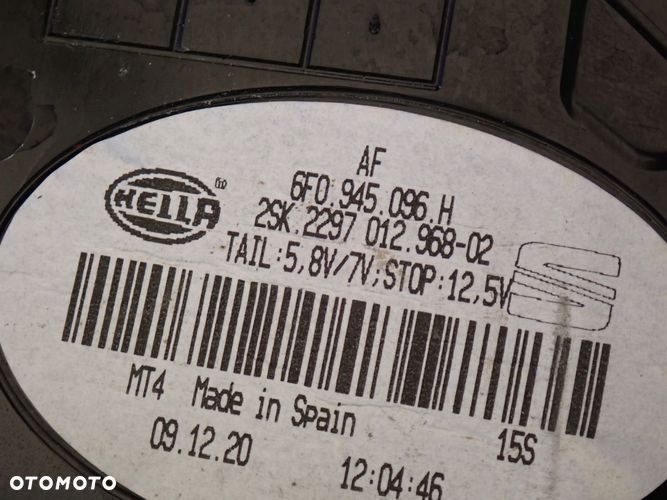 AF
6F0.945.096.H
HELLA ®
2SK.2297 012.968-02
TAIL:5,8V/7V,STOP:12,5V
MT4 Made in Spain 15S
09.12.20 12:04:46
OTOMOTO
OTOMOTO